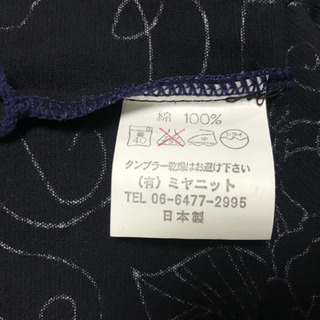 綿 100%
40
タンブラー乾燥はお避け下さい
(有) ミヤニット
TEL 06-6477-2995
日本製